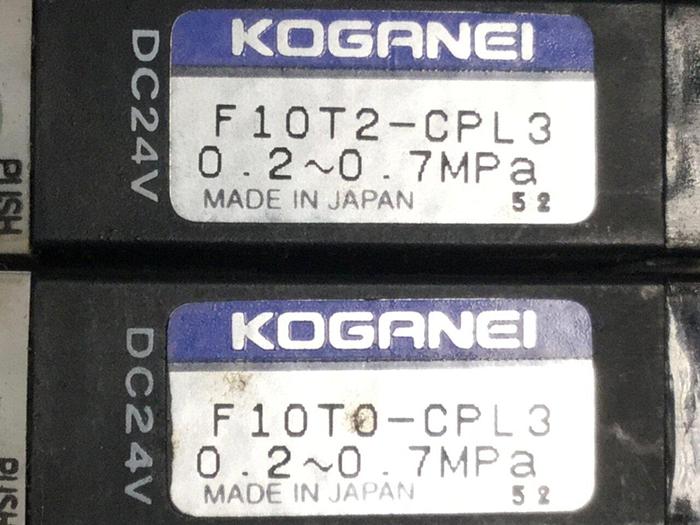 KOGANEI
DC24V
F10T2-CPL3
0.2~0.7MPa
MADE IN JAPAN 52
PUSH
KOGANEI
DC24V
F10T0-CPL3
0.2~0.7MPa
MADE IN JAPAN 52
PUSH